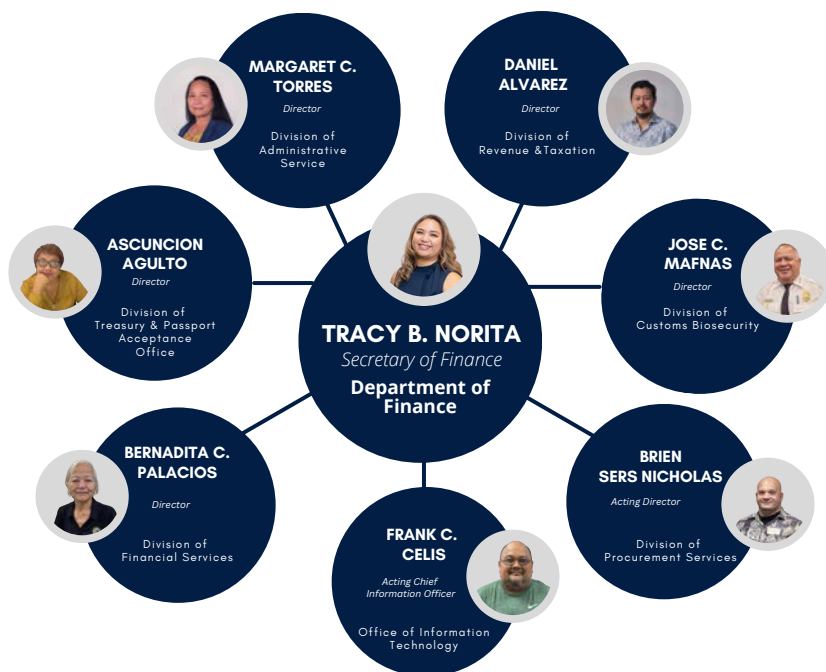 MARGARET C.
TORRES
Director
Division of
Administrative
Service
DANIEL
ALVAREZ
Director
Division of
Revenue &Taxation
ASCUNCION
AGULTO
Director
Division of
Treasury & Passport
Acceptance
Office
JOSE C.
MAFNAS
Director
Division of
Customs Biosecurity
TRACY B. NORITA
Secretary of Finance
Department of
Finance
BERNADITA C.
PALACIOS
Director
Division of
Financial Services
BRIEN
SERS NICHOLAS
Acting Director
Division of
Procurement Services
FRANK C.
CELIS
Acting Chief
Information Officer
Office of Information
Technology